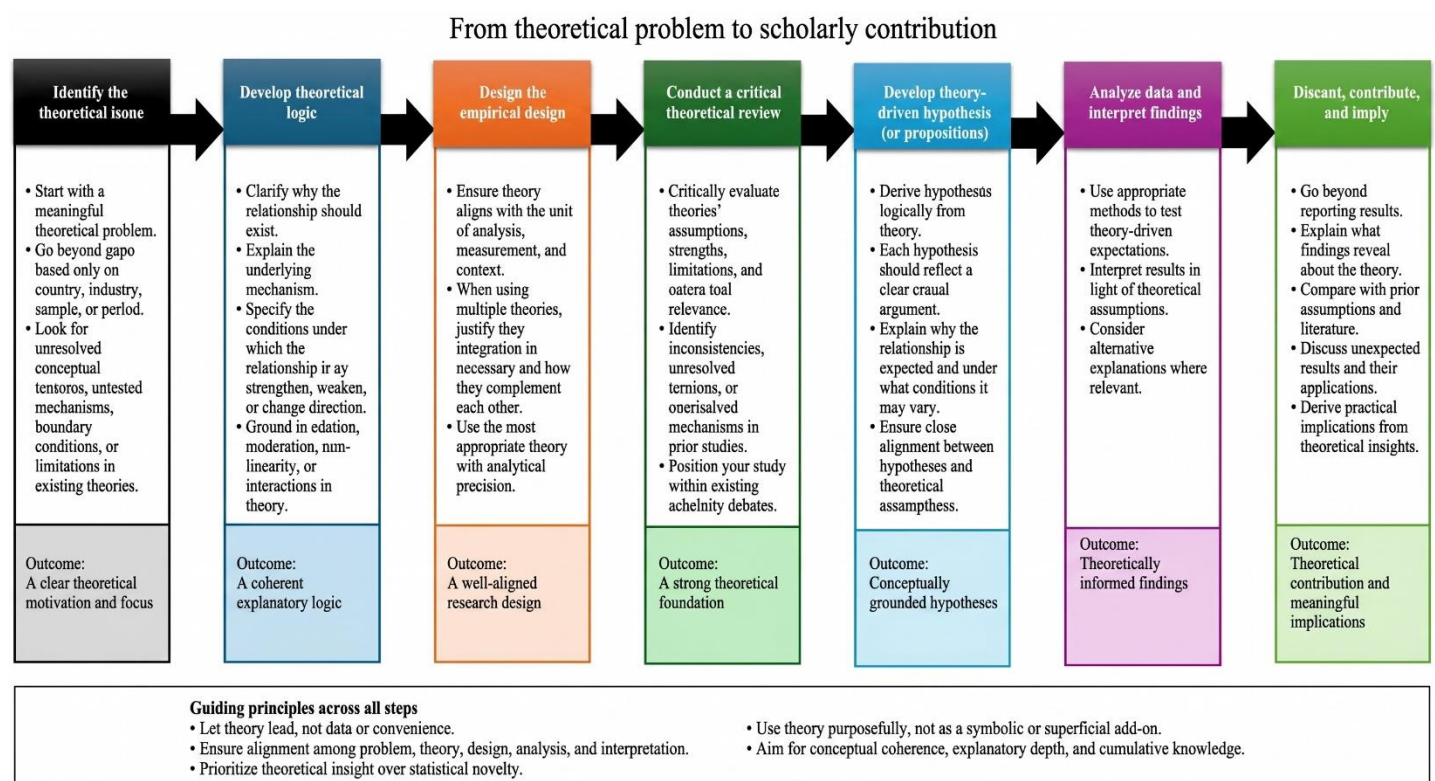 From theoretical problem to scholarly contribution
Identify the
theoretical isone
• Start with a
meaningful
theoretical problem.
• Go beyond gapo
based only on
country, industry,
sample, or period.
• Look for
unresolved
conceptual
tensoros, untested
mechanisms,
boundary
conditions, or
limitations in
existing theories.
Outcome:
A clear theoretical
motivation and focus
Develop theoretical
logic
• Clarify why the
relationship should
exist.
• Explain the
underlying
mechanism.
• Specify the
conditions under
which the
relationship ir ay
strengthen, weaken,
or change direction.
• Ground in edation,
moderation, nım-
linearity, or
interactions in
theory.
Outcome:
A coherent
explanatory logic
Design the
empirical design
• Ensure theory
aligns with the unit
of analysis,
measurement, and
context.
• When using
multiple theories,
justify they
integration in
necessary and how
they complement
each other.
• Use the most
appropriate theory
with analytical
precision.
Outcome:
A well-aligned
research design
Conduct a critical
theoretical review
• Critically evaluate
theories’
assumptions,
strengths,
limitations, and
oatera toal
relevance.
• Identify
inconsistencies,
unresolved
ternions, or
onerisalved
mechanisms in
prior studies.
• Position your study
within existing
achelnity debates.
Outcome:
A strong theoretical
foundation
Develop theory-
driven hypothesis
(or propositions)
• Derive hypothesıs
logically from
theory.
• Each hypothesis
should reflect a
clear craual
argument.
• Explain why the
relationship is
expected and under
what conditions it
may vary.
• Ensure close
alignment between
hypotheses and
theoretical
assampthess.
Outcome:
Conceptually
grounded hypotheses
Analyze data and
interpret findings
• Use appropriate
methods to test
theory-driven
expectations.
• Interpret results in
light of theoretical
assumptions.
• Consider
alternative
explanations where
relevant.
Outcome:
Theoretically
informed findings
Discant, contribute,
and imply
• Go beyond
reporting results.
• Explain what
findings reveal
about the theory.
• Compare with prior
assumptions and
literature.
• Discuss unexpected
results and their
applications.
• Derive practical
implications from
theoretical insights.
Outcome:
Theoretical
contribution and
meaningful
implications
Guiding principles across all steps
• Let theory lead, not data or convenience.
• Ensure alignment among problem, theory, design, analysis, and interpretation.
• Prioritize theoretical insight over statistical novelty.
• Use theory purposefully, not as a symbolic or superficial add-on.
• Aim for conceptual coherence, explanatory depth, and cumulative knowledge.